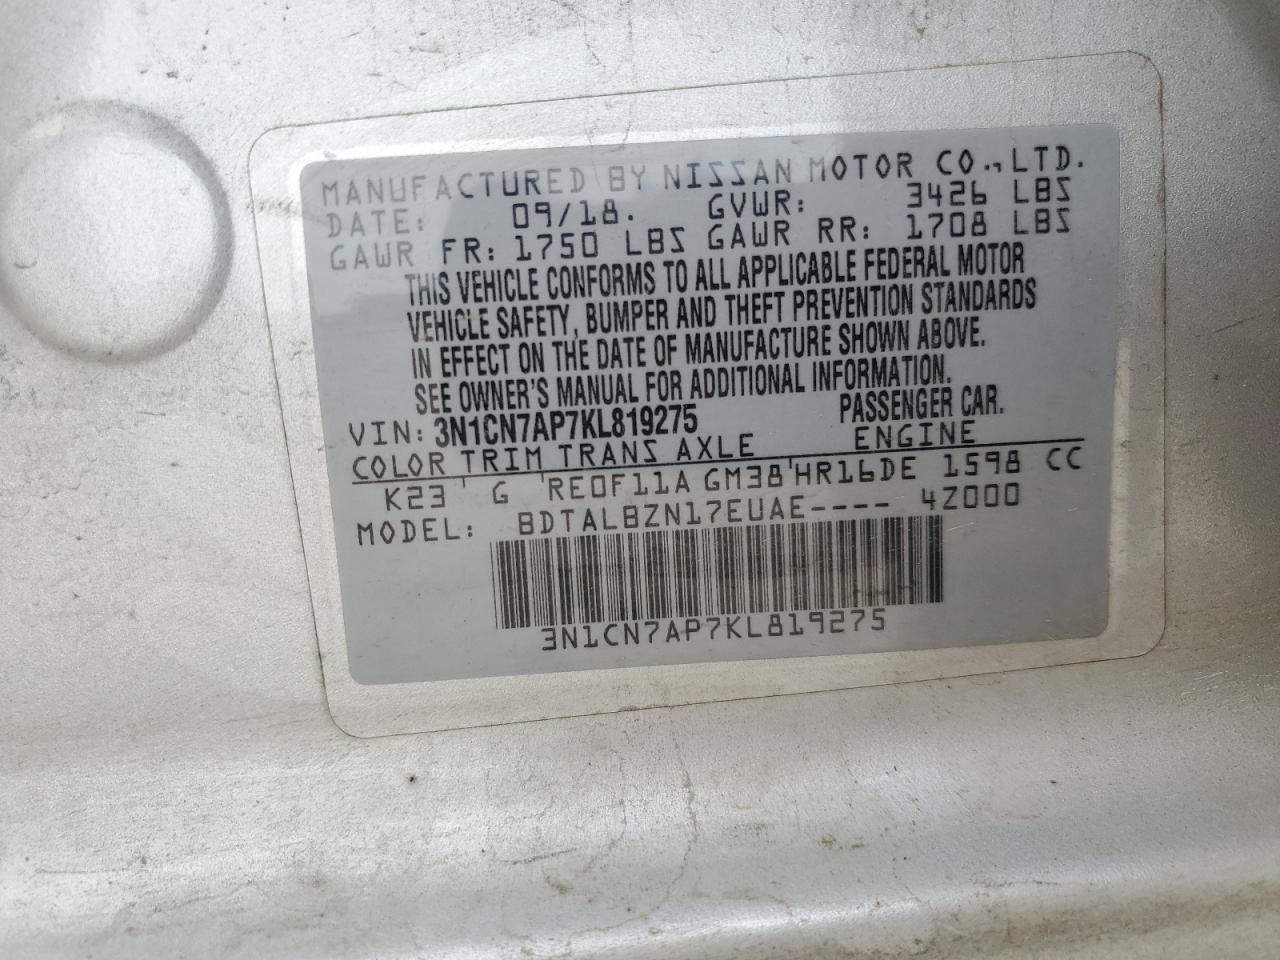 MANUFACTURED BY NISSAN MOTOR CO., LTD.
DATE: 09/18. GVWR: 3426 LBS
GAWR FR: 1750 LBS GAWR RR: 1708 LBS
THIS VEHICLE CONFORMS TO ALL APPLICABLE FEDERAL MOTOR
VEHICLE SAFETY, BUMPER AND THEFT PREVENTION STANDARDS
IN EFFECT ON THE DATE OF MANUFACTURE SHOWN ABOVE.
SEE OWNER'S MANUAL FOR ADDITIONAL INFORMATION.
VIN: 3N1CN7AP7KL819275 PASSENGER CAR.
COLOR TRIM TRANS AXLE ENGINE
K23 ' G RE0F11A GM38 ' HR16DE 1598 CC
MODEL: BDTALBZN17EUAE---- 4Z000
3N1CN7AP7KL819275